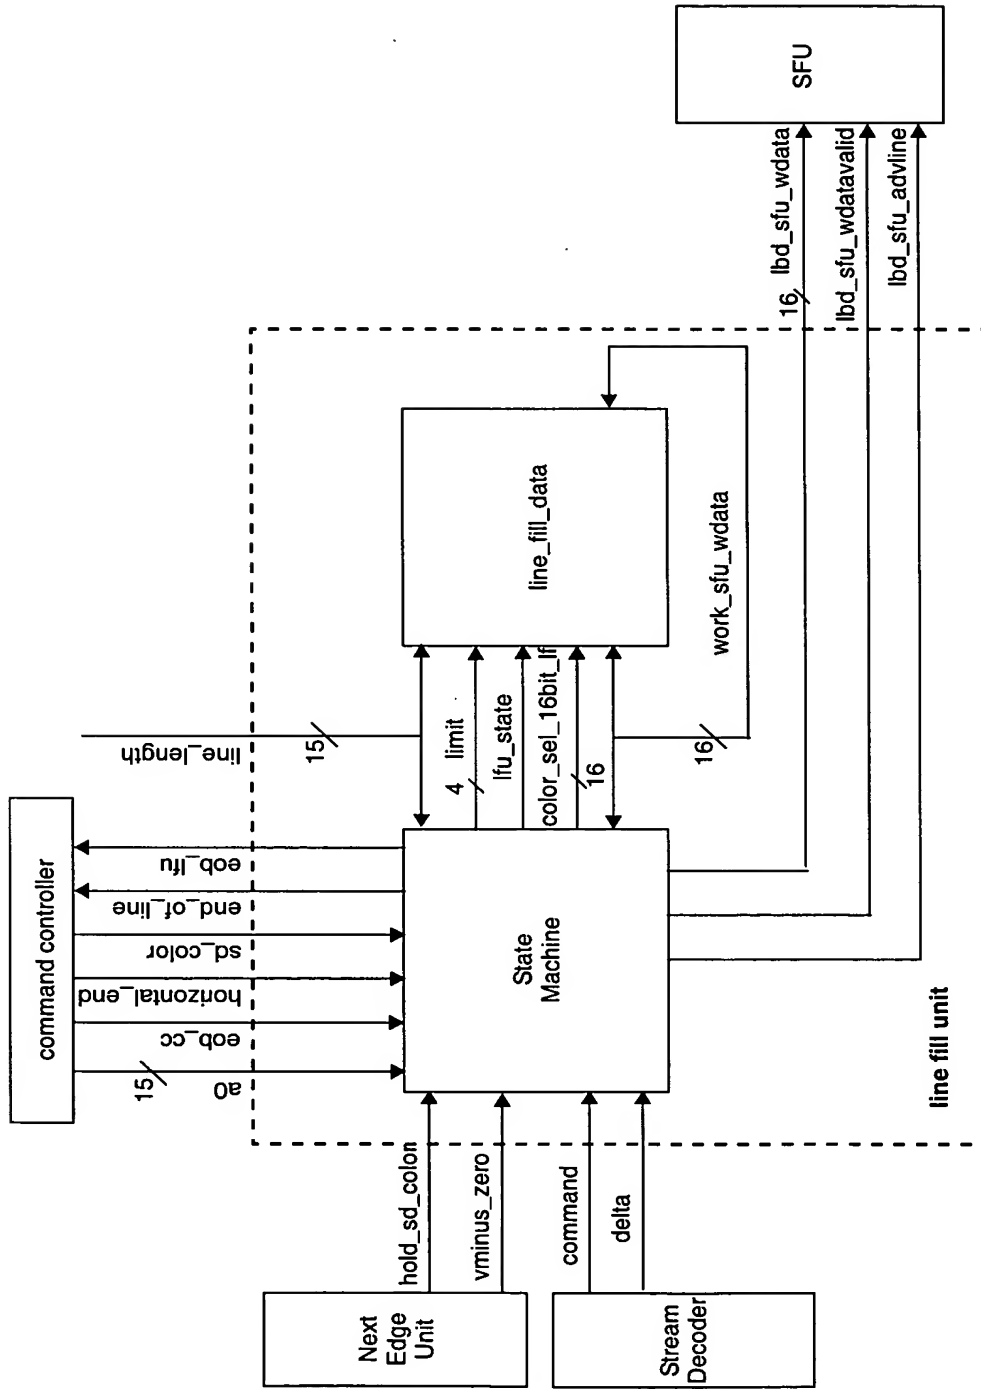 command controller
a0
15
eob_cc
horizontal_end
sd_color
end_of_line
eob_lfu
line_length
15
Next
Edge
Unit
hold_sd_color
vminus_zero
Stream
Decoder
command
delta
State
Machine
4
limit
lfu_state
color_sel_16bit_lf
16
line_fill_data
16
work_sfu_wdata
16
lbd_sfu_wdata
lbd_sfu_wdatavalid
lbd_sfu_advline
SFU
line fill unit